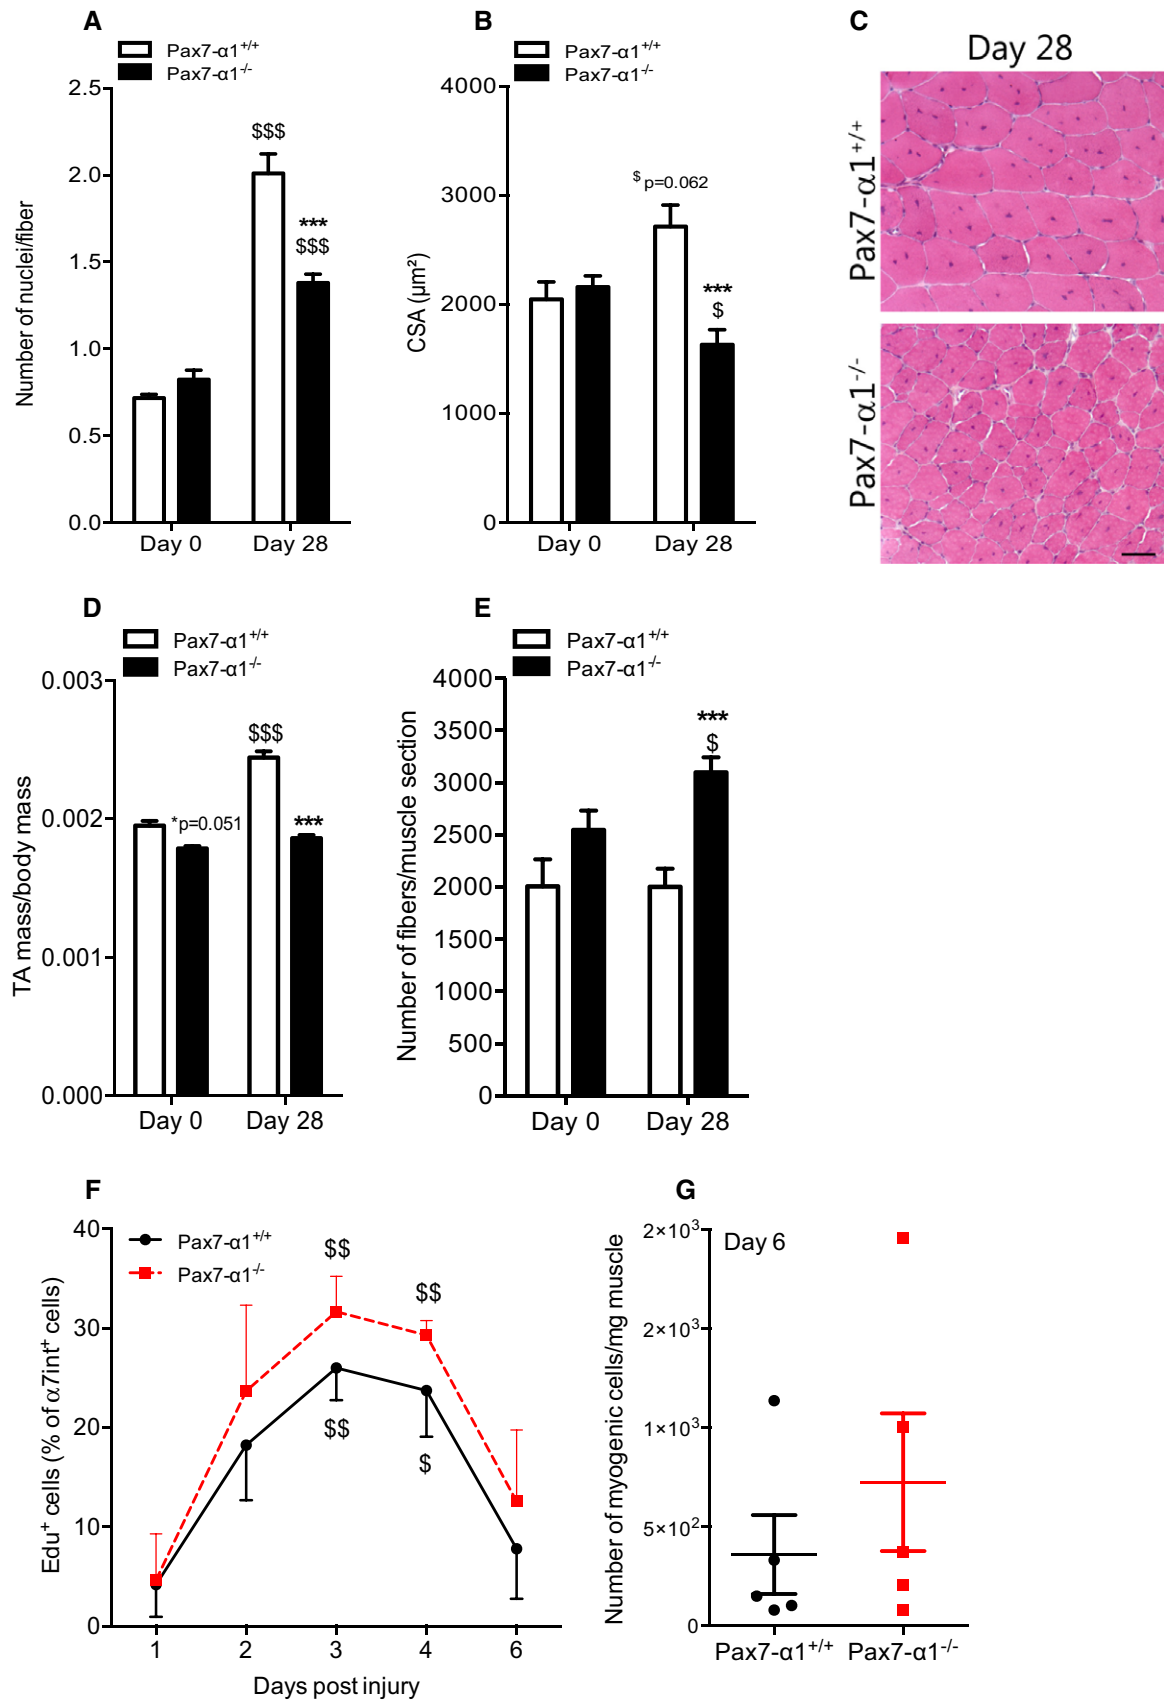 A
Pax7-α1+/+
Pax7-α1-/-
Number of nuclei/fiber
2.5
2.0
1.5
1.0
0.5
0.0
$$$
***
$$$
Day 0
Day 28
B
Pax7-α1+/+
Pax7-α1-/-
CSA (µm²)
4000
3000
2000
1000
0
$ p=0.062
***
$
Day 0
Day 28
C
Day 28
Pax7-α1+/+
Pax7-α1-/-
D
Pax7-α1+/+
Pax7-α1-/-
TA mass/body mass
0.003
0.002
0.001
0.000
*p=0.051
$$$
***
Day 0
Day 28
E
Pax7-α1+/+
Pax7-α1-/-
Number of fibers/muscle section
4000
3500
3000
2500
2000
1500
1000
500
0
***
$
Day 0
Day 28
F
Pax7-α1+/+
Pax7-α1-/-
Edu+ cells (% of α7int+ cells)
40
30
20
10
0
$$
$$
$$
$
1
2
3
4
6
Days post injury
G
Day 6
Number of myogenic cells/mg muscle
2×10³
2×10³
1×10³
5×10²
0
Pax7-α1+/+
Pax7-α1-/-